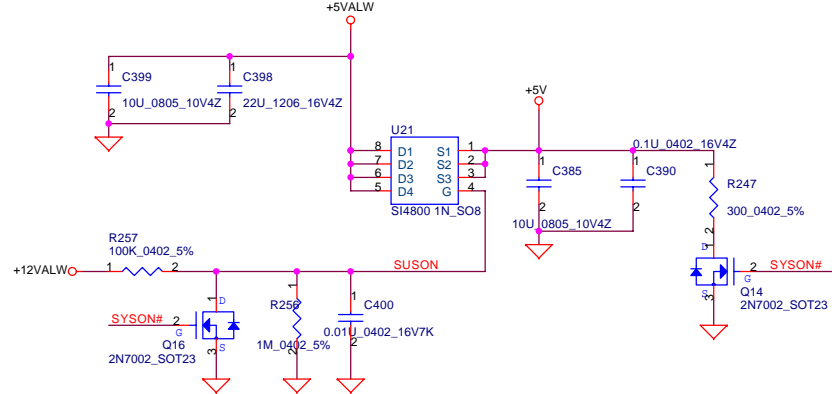 +5VALW
1
C399
10U_0805_10V4Z
2
1
C398
22U_1206_16V4Z
2
U21
8 D1 S1 1
7 D2 S2 2
6 D3 S3 3
5 D4 G 4
SI4800 1N_SO8
+5V
0.1U_0402_16V4Z
1
C385
2
10U_0805_10V4Z
1
C390
2
1
R247
300_0402_5%
2
1
D
SYSON#
2
G
S
3
Q14
2N7002_SOT23
R257
100K_0402_5%
+12VALW
1
2
SUSON
1
D
SYSON#
2
G
S
3
Q16
2N7002_SOT23
1
R256
1M_0402_5%
2
1
C400
0.01U_0402_16V7K
2